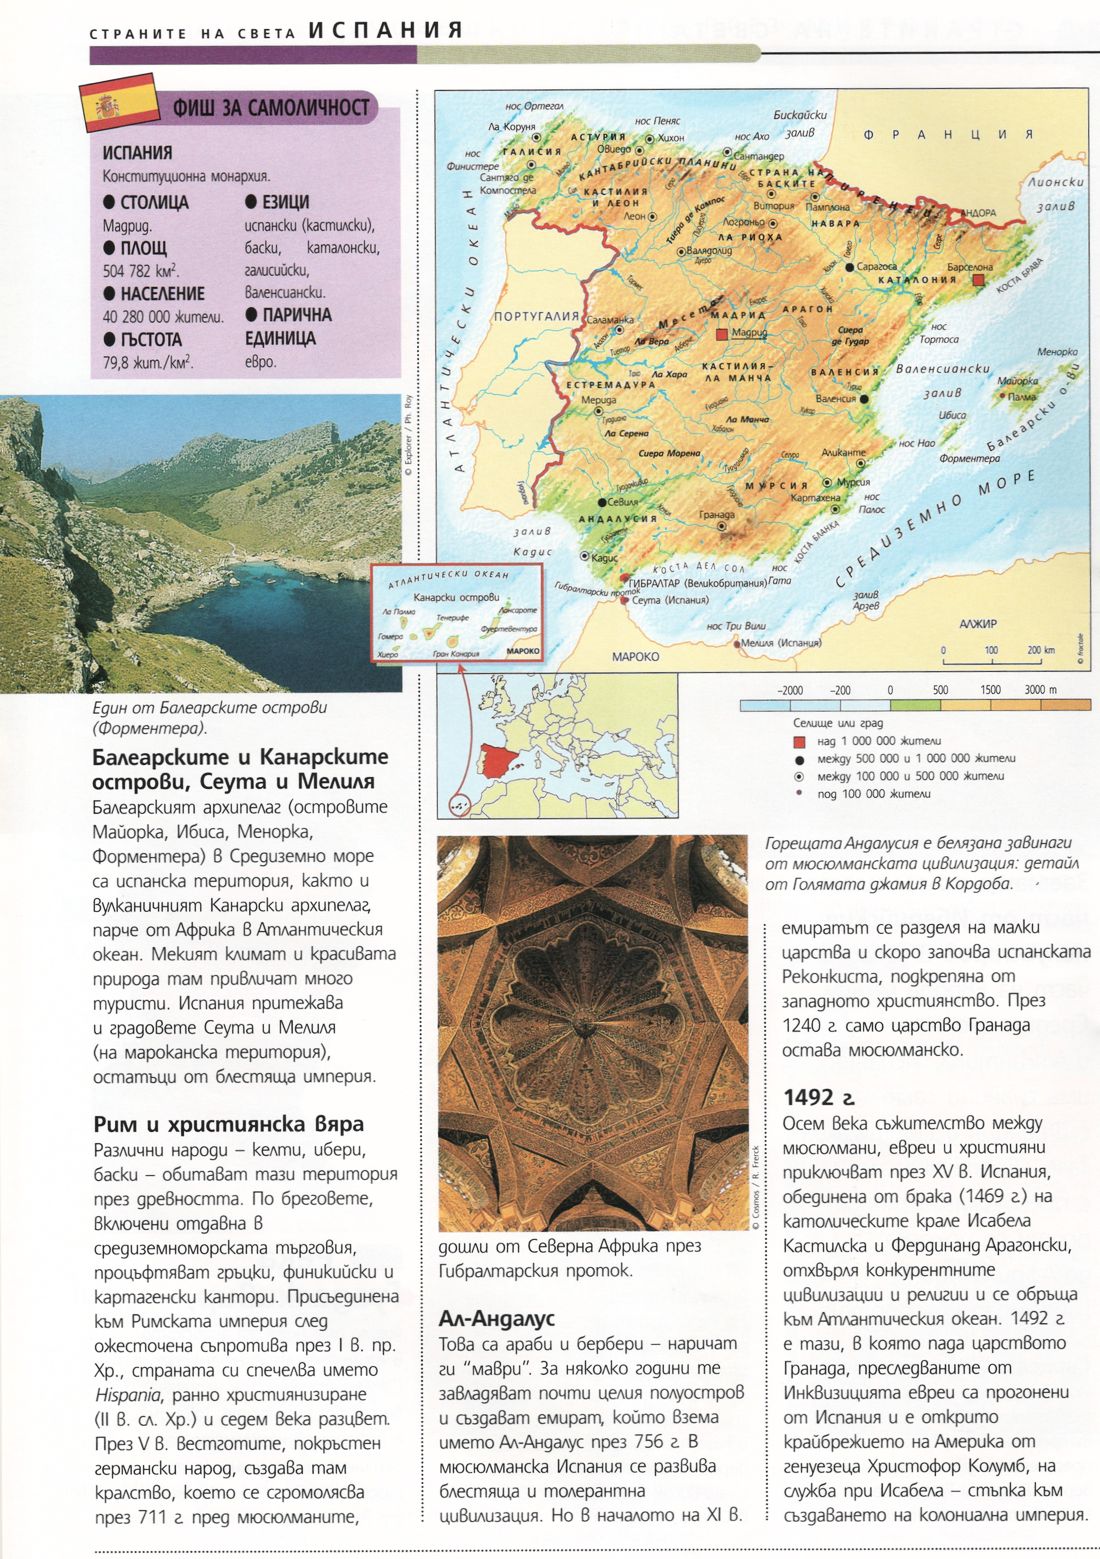 СТРАНИТЕ НА СВЕТА ИСПАНИЯ
ФИШ ЗА САМОЛИЧНОСТ
ИСПАНИЯ
Конституционна монархия.
● СТОЛИЦА
Мадрид.
● ПЛОЩ
504 782 км².
● НАСЕЛЕНИЕ
40 280 000 жители.
● ГЪСТОТА
79,8 жит./км².
● ЕЗИЦИ
испански (кастилски),
баски, каталонски,
галисийски,
валенсиански.
● ПАРИЧНА
ЕДИНИЦА
евро.
© Explorer / Ph. Roy
Един от Балеарските острови
(Форментера).
нос Ортегал
Бискайски
залив
ФРАНЦИЯ
нос Пеняс
Ла Коруня
АСТУРИЯ
Хихон
нос Ахо
ГАЛИСИЯ
Овиедо
Сантандер
нос
Финистере
КАНТАБРИЙСКИ ПЛАНИНИ
СТРАНА НА
БАСКИТЕ
ПИРЕНЕИ
Лионски
залив
Сантяго де
Компостела
КАСТИЛИЯ
И ЛЕОН
Витория
Памплона
АНДОРА
Леон
Тиера де Кампос
Логроньо
НАВАРА
ЛА РИОХА
Валядолид
Дуеро
Сарагоса
Барселона
КАТАЛОНИЯ
КОСТА БРАВА
АТЛАНТИЧЕСКИ ОКЕАН
ПОРТУГАЛИЯ
Саламанка
МАДРИД
АРАГОН
Мадрид
Ла Вера
Сиера
де Гудар
нос
Тортоса
Менорка
Ла Хара
КАСТИЛИЯ–
ЛА МАНЧА
ВАЛЕНСИЯ
Валенсиански
залив
Майорка
Палма
ЕСТРЕМАДУРА
Мерида
Валенсия
Ибиса
Балеарски о-ви
Ла Манча
Ла Серена
нос Нао
Форментера
Сиера Морена
Аликанте
МУРСИЯ
Мурсия
Севиля
Картахена
нос
Палос
АНДАЛУСИЯ
Гранада
КОСТА БЛАНКА
СРЕДИЗЕМНО МОРЕ
залив
Кадис
Кадис
КОСТА ДЕЛ СОЛ
нос
Гата
Гибралтарски проток
ГИБРАЛТАР (Великобритания)
Сеута (Испания)
залив
Арзев
нос Три Вили
Мелиля (Испания)
АЛЖИР
МАРОКО
0 100 200 km
© fractale
АТЛАНТИЧЕСКИ ОКЕАН
Канарски острови
Ла Палма
Тенерифе
Лансароте
Гомера
Фуертевентура
Хиеро
Гран Канария
МАРОКО
–2000 –200 0 500 1500 3000 m
Селище или град
над 1 000 000 жители
между 500 000 и 1 000 000 жители
между 100 000 и 500 000 жители
под 100 000 жители
Балеарските и Канарските
острови, Сеута и Мелиля
Балеарският архипелаг (островите
Майорка, Ибиса, Менорка,
Форментера) в Средиземно море
са испанска територия, както и
вулканичният Канарски архипелаг,
парче от Африка в Атлантическия
океан. Мекият климат и красивата
природа там привличат много
туристи. Испания притежава
и градовете Сеута и Мелиля
(на мароканска територия),
остатъци от блестяща империя.
Рим и християнска вяра
Различни народи – келти, ибери,
баски – обитават тази територия
през древността. По бреговете,
включени отдавна в
средиземноморската търговия,
процъфтяват гръцки, финикийски и
картагенски кантори. Присъединена
към Римската империя след
ожесточена съпротива през I в. пр.
Хр., страната си спечелва името
Hispania, ранно християнизиране
(II в. сл. Хр.) и седем века разцвет.
През V в. вестготите, покръстен
германски народ, създава там
кралство, което се сгромолясва
през 711 г. пред мюсюлманите,
© Cosmos / R. Frerck
дошли от Северна Африка през
Гибралтарския проток.
Ал-Андалус
Това са араби и бербери – наричат
ги “маври”. За няколко години те
завладяват почти целия полуостров
и създават емират, който взема
името Ал-Андалус през 756 г. В
мюсюлманска Испания се развива
блестяща и толерантна
цивилизация. Но в началото на XI в.
Горещата Андалусия е белязана завинаги
от мюсюлманската цивилизация: детайл
от Голямата джамия в Кордоба.
емиратът се разделя на малки
царства и скоро започва испанската
Реконкиста, подкрепяна от
западното християнство. През
1240 г. само царство Гранада
остава мюсюлманско.
1492 г.
Осем века съжителство между
мюсюлмани, евреи и християни
приключват през XV в. Испания,
обединена от брака (1469 г.) на
католическите крале Исабела
Кастилска и Фердинанд Арагонски,
отхвърля конкурентните
цивилизации и религии и се обръща
към Атлантическия океан. 1492 г.
е тази, в която пада царството
Гранада, преследваните от
Инквизицията евреи са прогонени
от Испания и е открито
крайбрежието на Америка от
генуезеца Христофор Колумб, на
служба при Исабела – стъпка към
създаването на колониална империя.